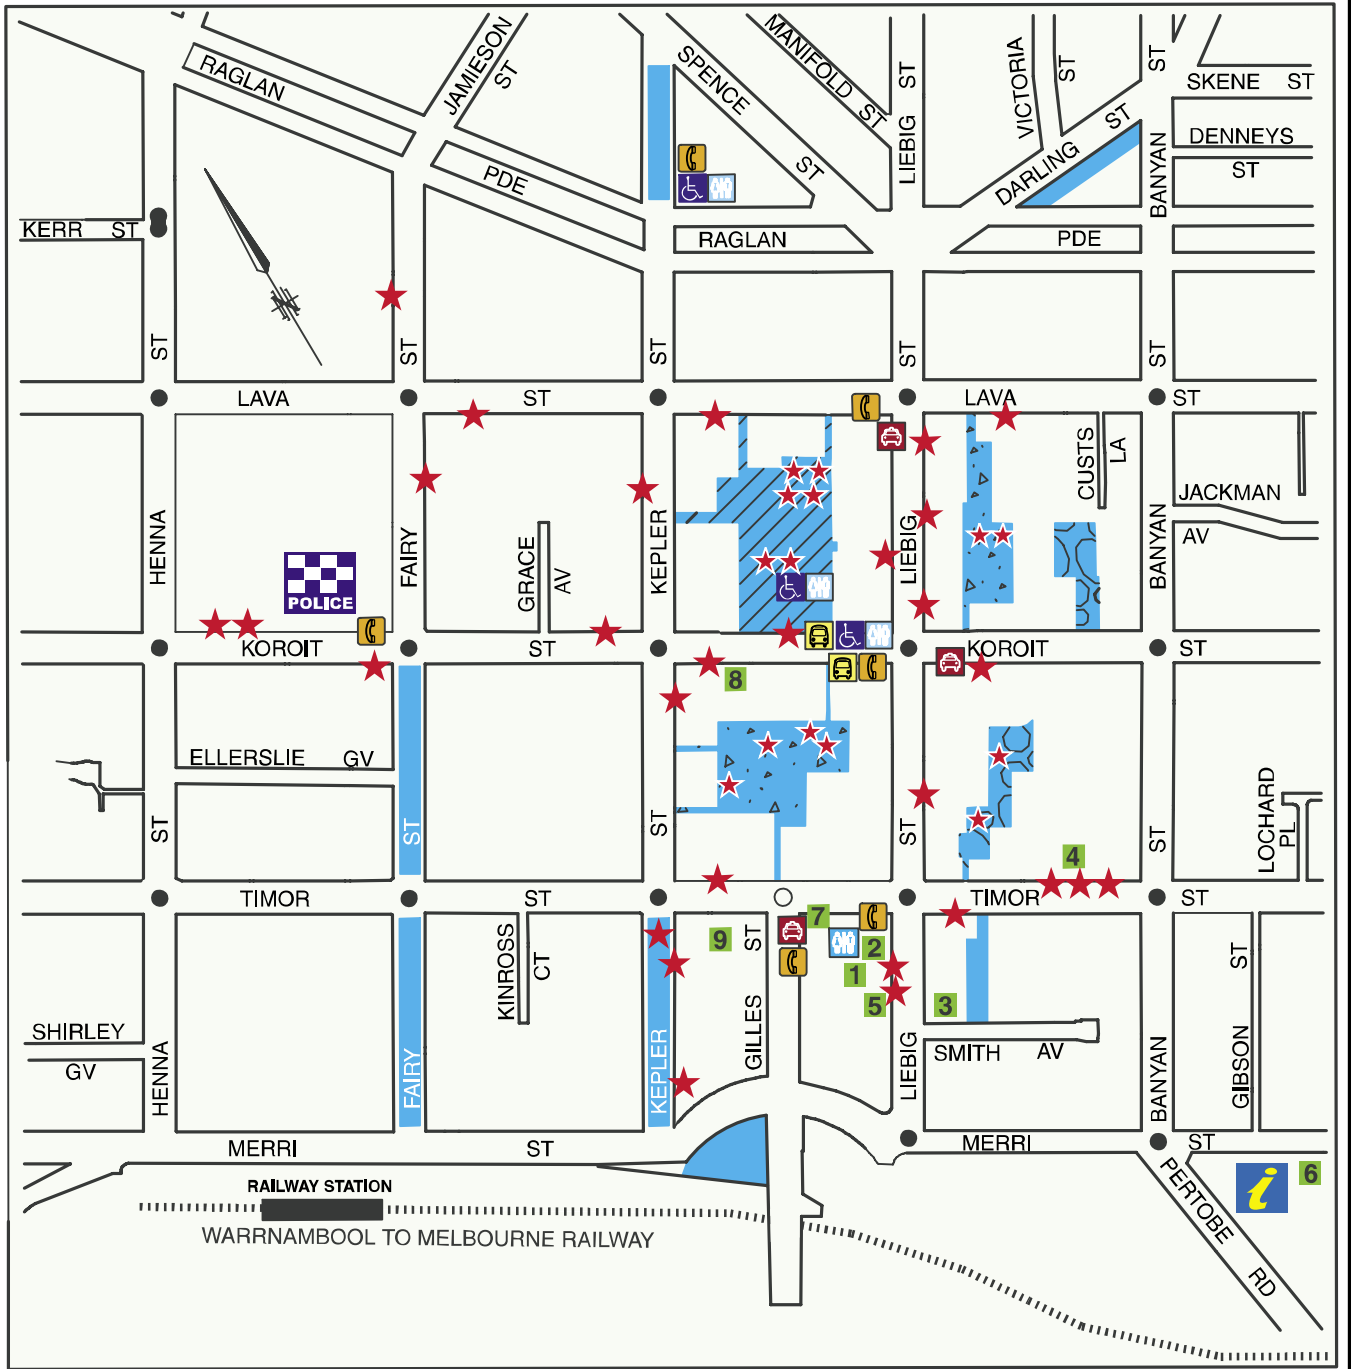 RAGLAN
PDE
JAMIESON
ST
SPENCE
ST
MANIFOLD
ST
LIEBIG ST
VICTORIA
ST
DARLING ST
BANYAN ST
SKENE ST
DENNEYS
ST
KERR ST
RAGLAN
PDE
ST
ST
ST
ST
ST
LAVA
ST
LAVA
ST
HENNA
FAIRY
GRACE
AV
KEPLER
LIEBIG
CUSTS
LA
BANYAN
JACKMAN
AV
POLICE
KOROIT
ST
KOROIT
ST
8
ELLERSLIE GV
ST
ST
ST
ST
ST
LOCHARD
PL
4
TIMOR
ST
TIMOR
ST
KINROSS
CT
9
ST
GILLES
7
2
1
5
3
SHIRLEY
GV
HENNA
FAIRY
KEPLER
LIEBIG
SMITH AV
BANYAN
GIBSON ST
MERRI
ST
MERRI
ST
RAILWAY STATION
WARRNAMBOOL TO MELBOURNE RAILWAY
PERTOBE
RD
i
6